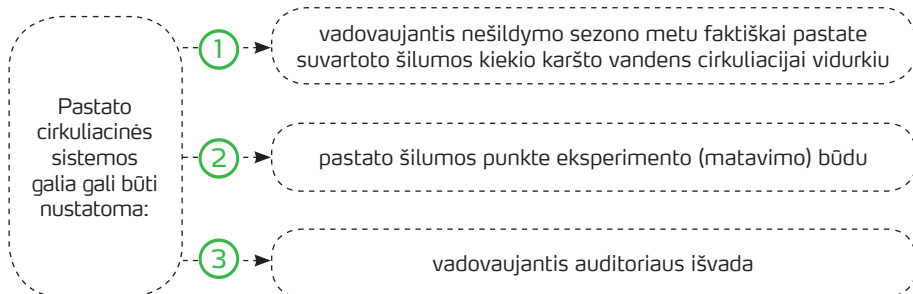 Pastato
cirkuliacinės
sistemos
galia gali būti
nustatoma:
1
vadovaujantis nešildymo sezono metu faktiškai pastate
suvartoto šilumos kiekio karšto vandens cirkuliacijai vidurkiu
2
pastato šilumos punkte eksperimento (matavimo) būdu
3
vadovaujantis auditoriaus išvada